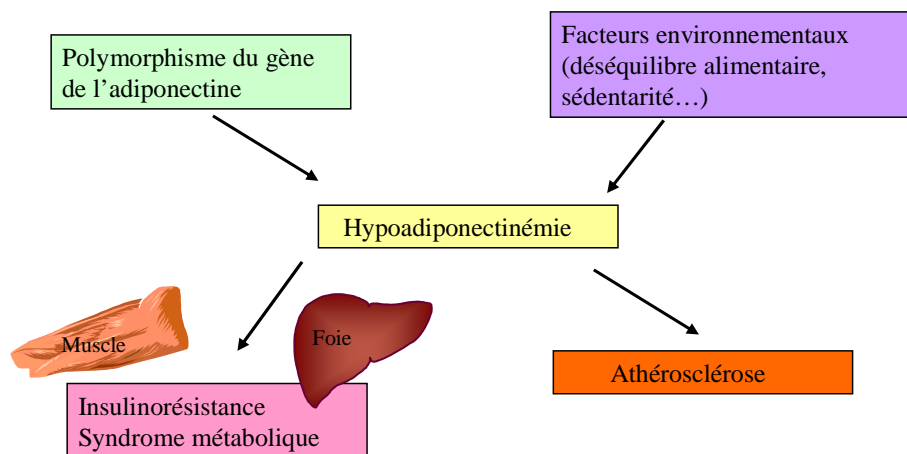 Polymorphisme du gène
de l’adiponectine
Facteurs environnementaux
(déséquilibre alimentaire,
sédentarité…)
Hypoadiponectinémie
Muscle
Foie
Insulinorésistance
Syndrome métabolique
Athérosclérose